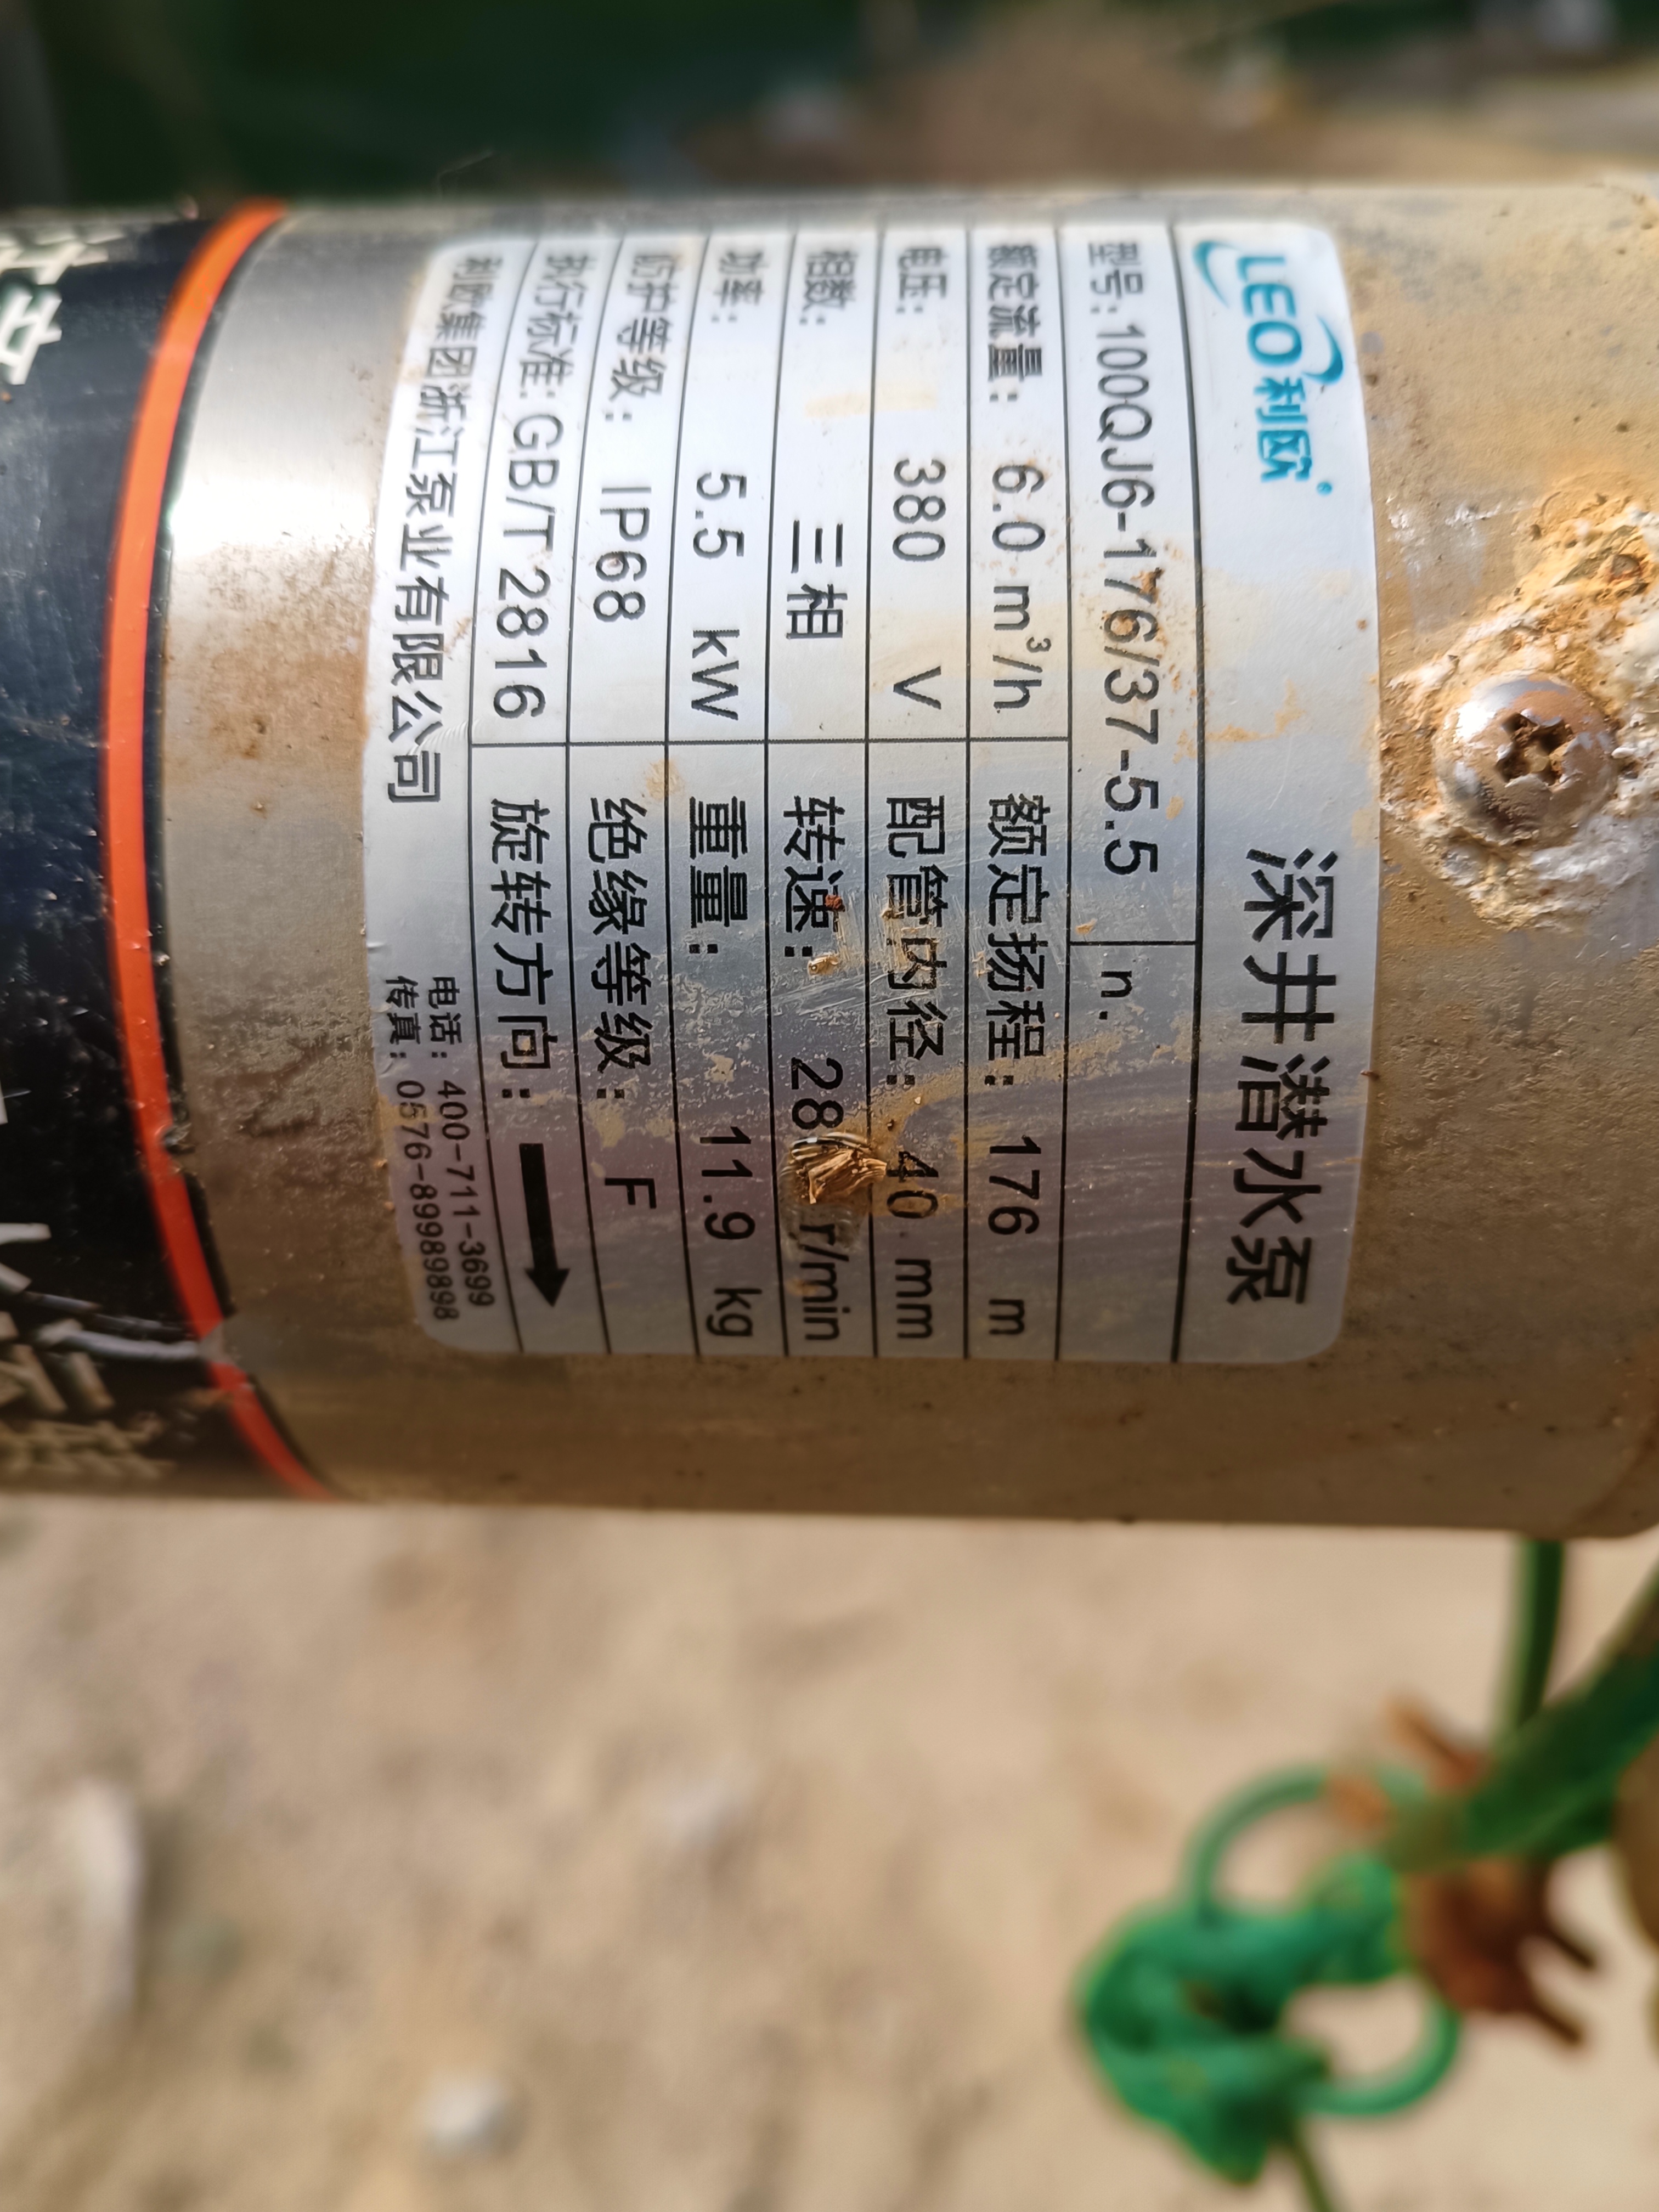 LEO利欧
深井潜水泵
型号:100QJ6-176/37-5.5 n.
额定流量: 6.0 m³/h 额定扬程: 176 m
电压: 380 V 配管内径: 40 mm
相数: 三相 转速: 28 r/min
功率: 5.5 kW 重量: 11.9 kg
防护等级: IP68 绝缘等级: F
执行标准: GB/T 2816 旋转方向:
利欧集团浙江泵业有限公司
电话: 400-711-3699
传真: 0576-89989898